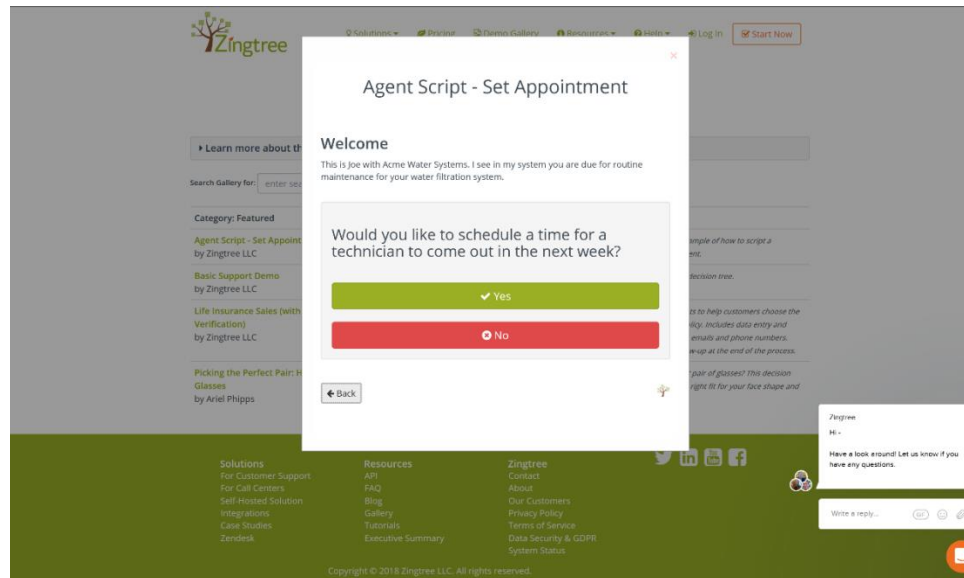 Zingtree
Solutions Pricing Demo Gallery Resources Help Log In Start Now
×
Agent Script - Set Appointment
Welcome
This is Joe with Acme Water Systems. I see in my system you are due for routine
maintenance for your water filtration system.
Would you like to schedule a time for a
technician to come out in the next week?
Yes
No
Back
Learn more about th
Search Gallery for: enter sea
Category: Featured
Agent Script - Set Appoint
by Zingtree LLC
ample of how to script a
ent.
Basic Support Demo
by Zingtree LLC
decision tree.
Life Insurance Sales (with
Verification)
by Zingtree LLC
ts to help customers choose the
licy. Includes data entry and
emails and phone numbers.
w-up at the end of the process.
Picking the Perfect Pair: H
Glasses
by Ariel Phipps
pair of glasses? This decision
right fit for your face shape and
Zingtree
Hi -
Have a look around! Let us know if you
have any questions.
Write a reply...
GIF
Solutions
For Customer Support
For Call Centers
Self-Hosted Solution
Integrations
Case Studies
Zendesk
Resources
API
FAQ
Blog
Gallery
Tutorials
Executive Summary
Zingtree
Contact
About
Our Customers
Privacy Policy
Terms of Service
Data Security & GDPR
System Status
Copyright © 2018 Zingtree LLC. All rights reserved.